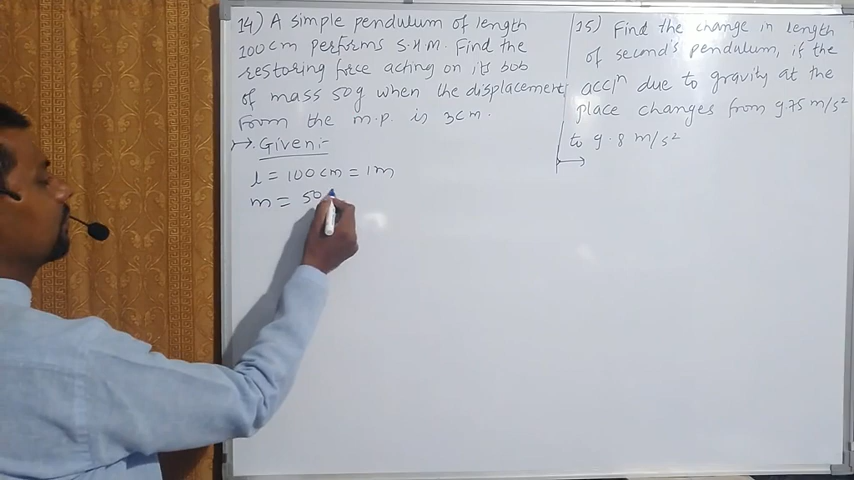 14) A simple pendulum of length
100 cm performs S.H.M. Find the
restoring force acting on its bob
of mass 50g when the displacement
from the m.p. is 3cm.
↦ Given:-
l = 100 cm = 1m
m = 50
15) Find the change in length
of second's pendulum, if the
accⁿ due to gravity at the
place changes from 9.75 m/s²
to 9.8 m/s²
↦